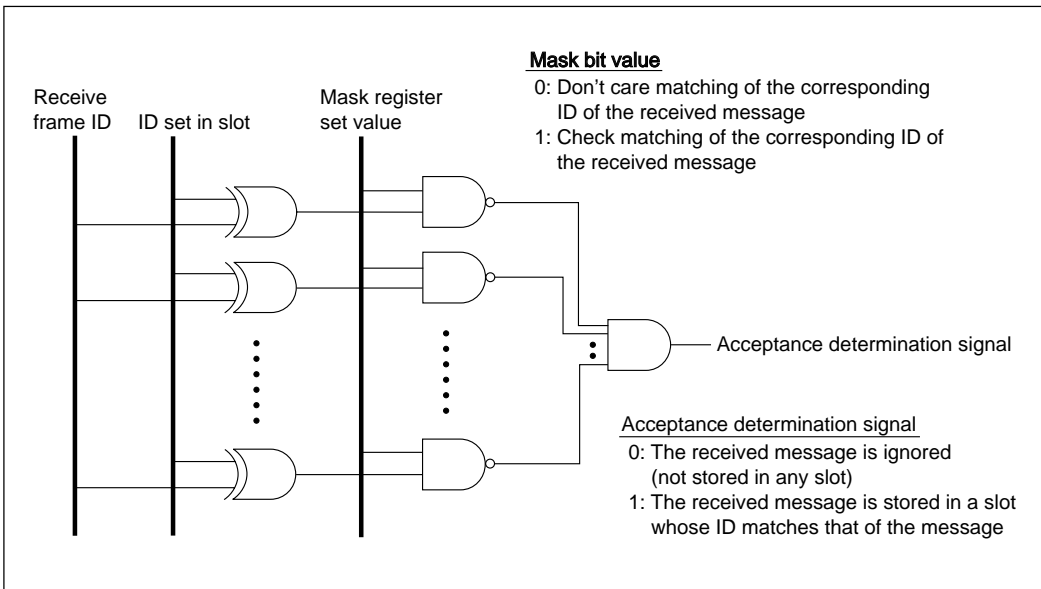 Mask bit value
0: Don't care matching of the corresponding
ID of the received message
1: Check matching of the corresponding ID of
the received message
Receive
frame ID
ID set in slot
Mask register
set value
Acceptance determination signal
Acceptance determination signal
0: The received message is ignored
(not stored in any slot)
1: The received message is stored in a slot
whose ID matches that of the message